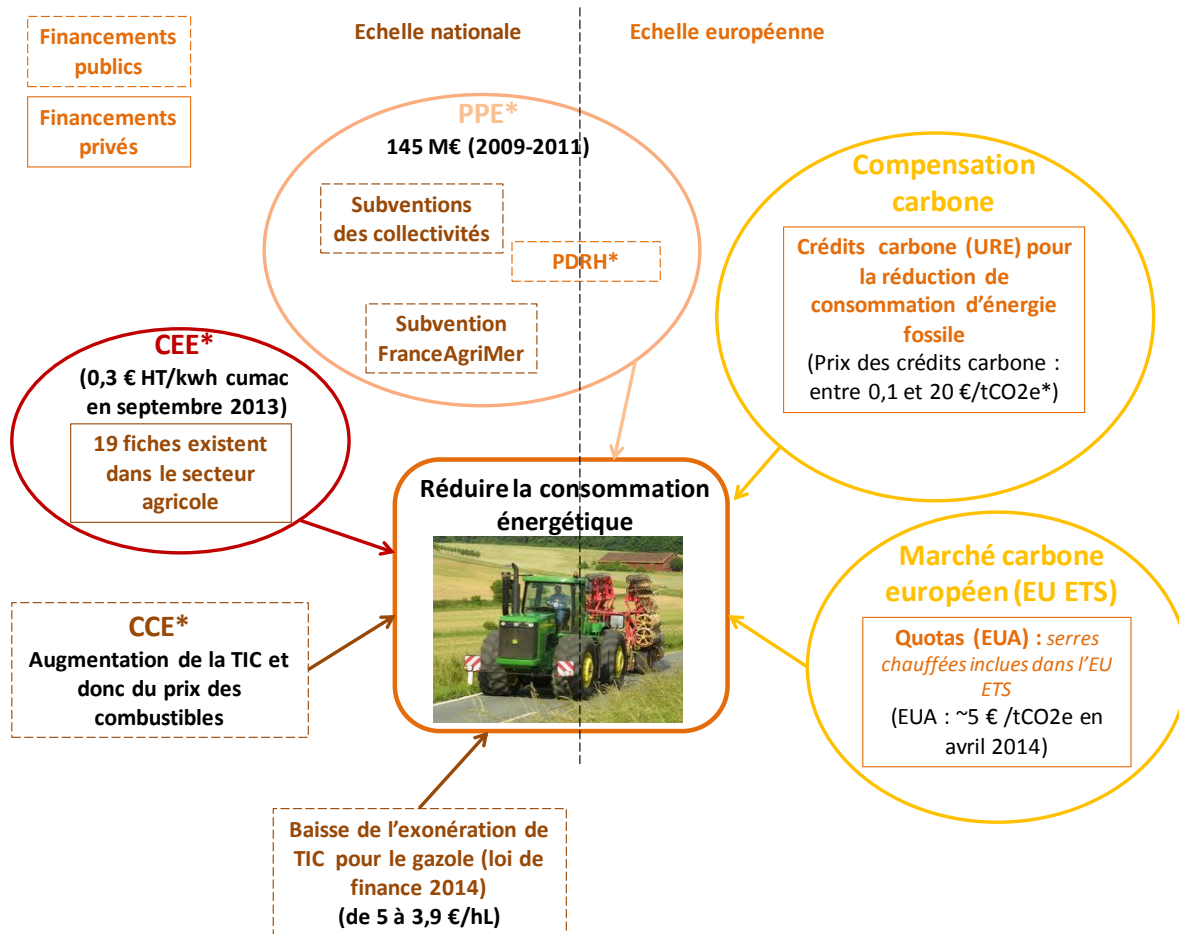 Financements
publics
Financements
privés
Echelle nationale
Echelle européenne
PPE*
145 M€ (2009-2011)
Subventions
des collectivités
PDRH*
Subvention
FranceAgriMer
Compensation
carbone
Crédits carbone (URE) pour
la réduction de
consommation d’énergie
fossile
(Prix des crédits carbone :
entre 0,1 et 20 €/tCO2e*)
CEE*
(0,3 € HT/kwh cumac
en septembre 2013)
19 fiches existent
dans le secteur
agricole
Réduire la consommation
énergétique
Marché carbone
européen (EU ETS)
Quotas (EUA) : serres
chauffées inclues dans l’EU
ETS
(EUA : ~5 € /tCO2e en
avril 2014)
CCE*
Augmentation de la TIC et
donc du prix des
combustibles
Baisse de l’exonération de
TIC pour le gazole (loi de
finance 2014)
(de 5 à 3,9 €/hL)